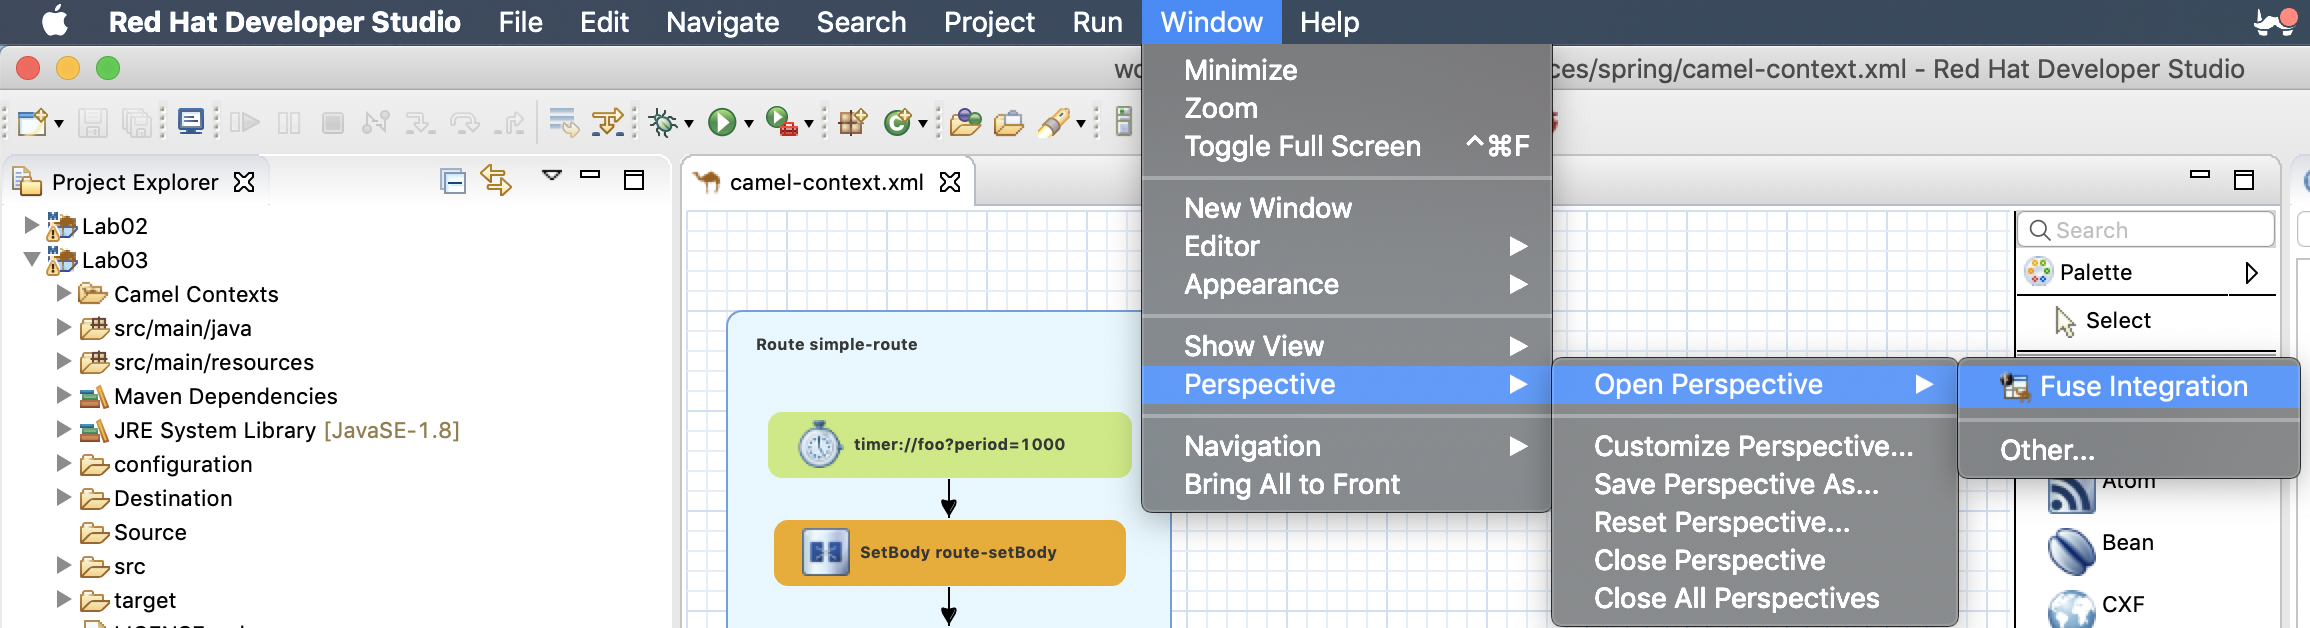 Red Hat Developer Studio File Edit Navigate Search Project Run Window Help
ces/spring/camel-context.xml - Red Hat Developer Studio
Project Explorer
Lab02
Lab03
Camel Contexts
src/main/java
src/main/resources
Maven Dependencies
JRE System Library [JavaSE-1.8]
configuration
Destination
Source
src
target
camel-context.xml
Route simple-route
timer://foo?period=1000
SetBody route-setBody
Minimize
Zoom
Toggle Full Screen ^⌘F
New Window
Editor
Appearance
Show View
Perspective
Navigation
Bring All to Front
Open Perspective
Customize Perspective...
Save Perspective As...
Reset Perspective...
Close Perspective
Close All Perspectives
Fuse Integration
Other...
Search
Palette
Select
Atom
Bean
CXF